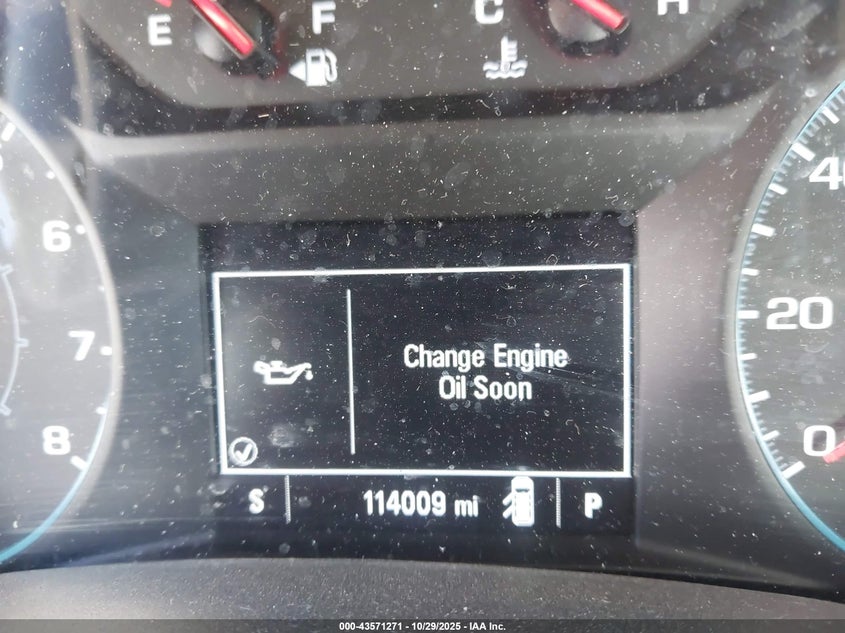 E F C H
6
7
8
40
20
0
Change Engine
Oil Soon
S 114009 mi P
000-43571271 - 10/29/2025 - IAA Inc.